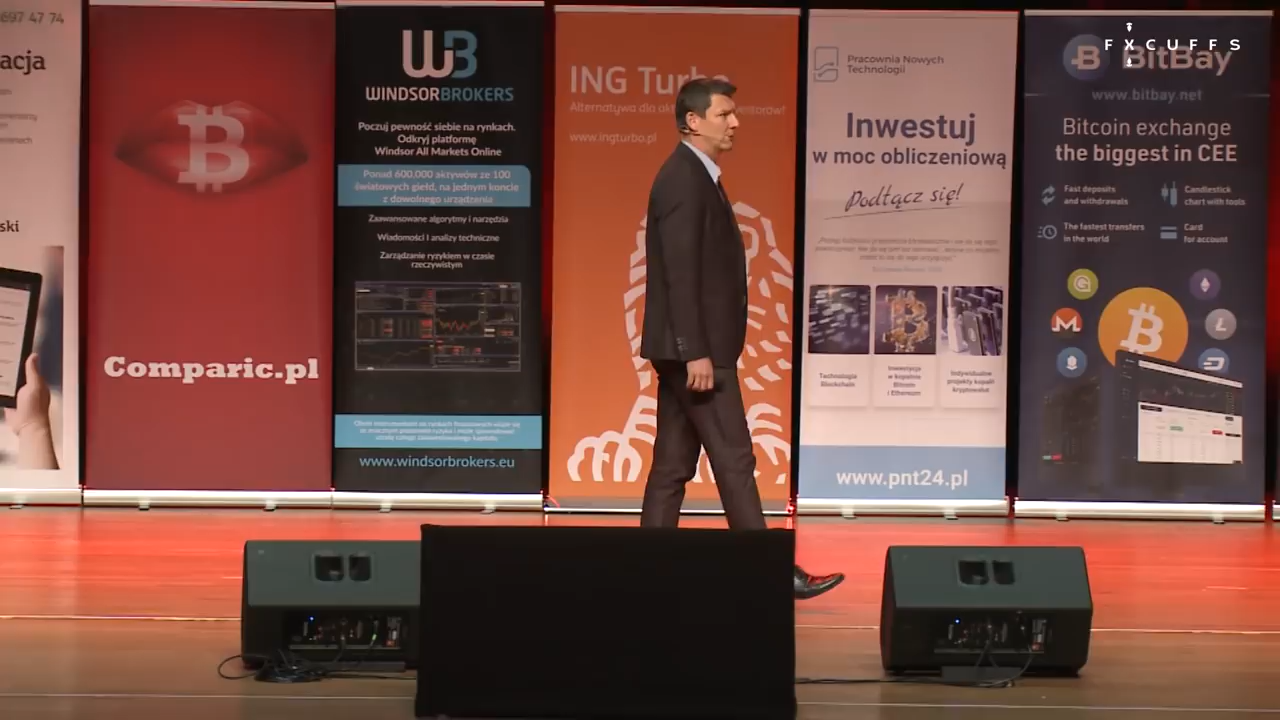 697 47 74
acja
ski
Comparic.pl
WB
WINDSORBROKERS
Poczuj pewność siebie na rynkach.
Odkryj platformę
Windsor All Markets Online
Ponad 600.000 aktywów ze 100
światowych giełd, na jednym koncie
z dowolnego urządzenia
Zaawansowane algorytmy i narzędzia
Wiadomości i analizy techniczne
Zarządzanie ryzykiem w czasie
rzeczywistym
www.windsorbrokers.eu
ING Turbo
Alternatywa dla
www.ingturbo.pl
Pracownia Nowych
Technologii
Inwestuj
w moc obliczeniową
Podłącz się!
Technologia
Blockchain
Inwestycja
w kopalnie
Bitcoin
i Ethereum
Indywidualne
projekty kopalń
kryptowalut
www.pnt24.pl
FXCUFFS
BitBay
www.bitbay.net
Bitcoin exchange
the biggest in CEE
Fast deposits
and withdrawals
Candlestick
chart with tools
The fastest transfers
in the world
Card
for account